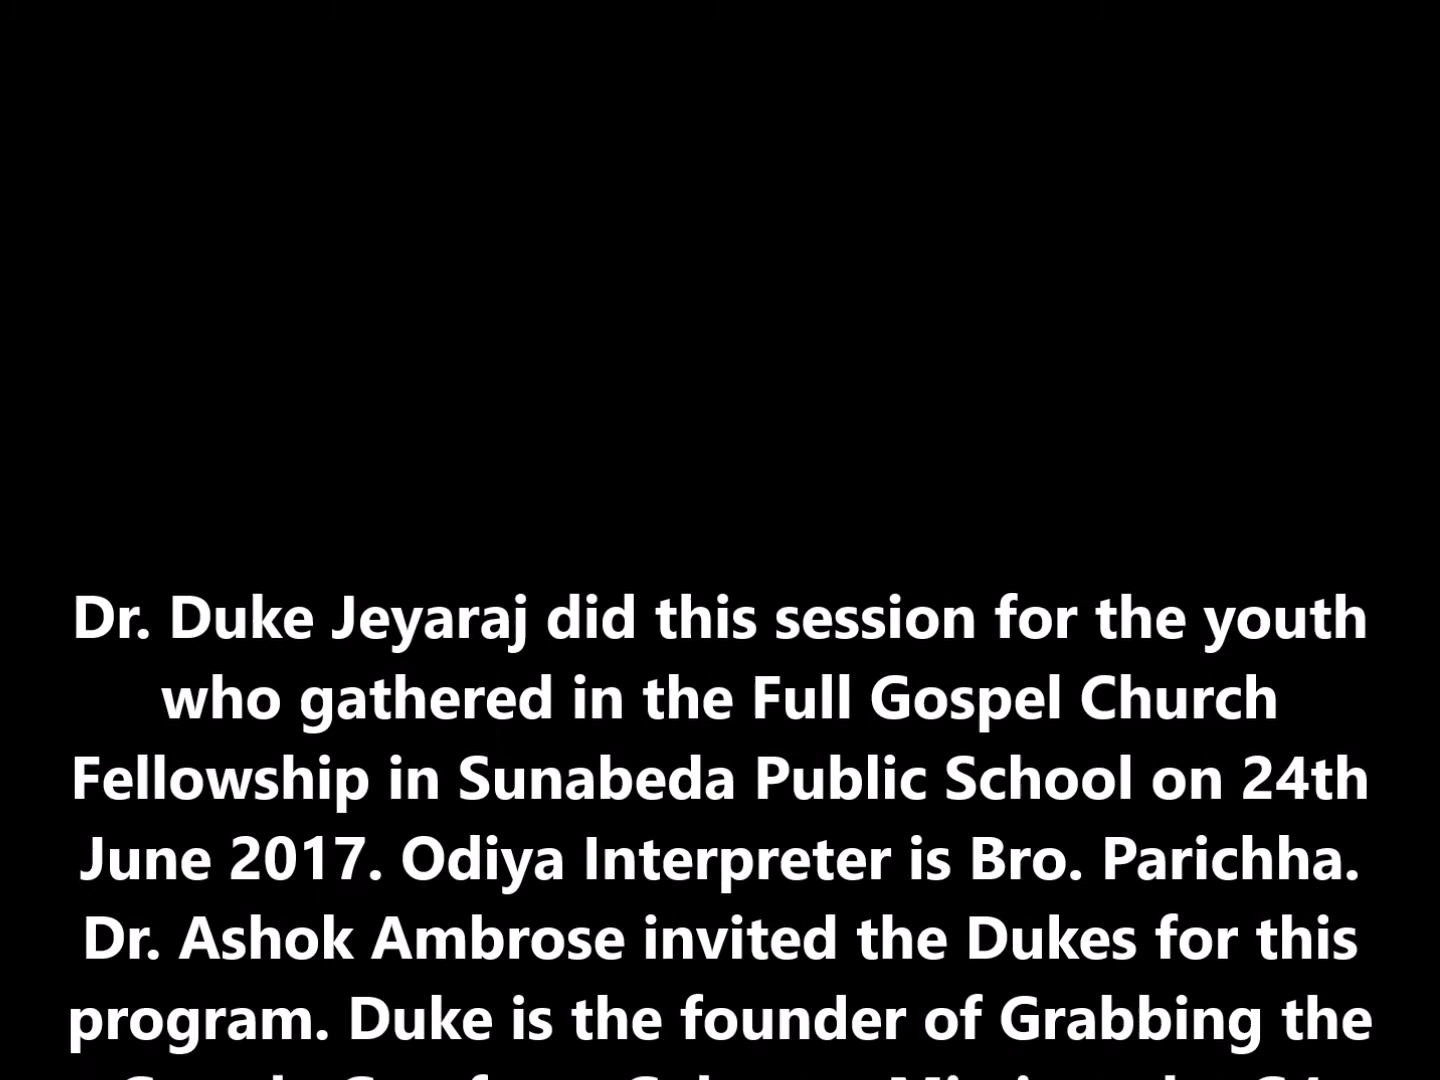 Dr. Duke Jeyaraj did this session for the youth
who gathered in the Full Gospel Church
Fellowship in Sunabeda Public School on 24th
June 2017. Odiya Interpreter is Bro. Parichha.
Dr. Ashok Ambrose invited the Dukes for this
program. Duke is the founder of Grabbing the